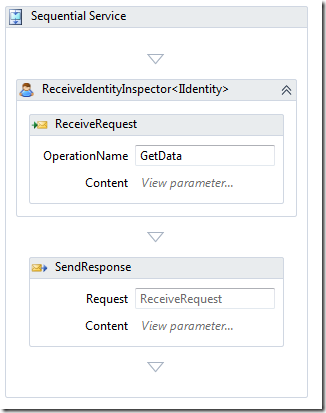 Sequential Service
ReceiveIdentityInspector<IIdentity>
ReceiveRequest
OperationName GetData
Content View parameter...
SendResponse
Request ReceiveRequest
Content View parameter...